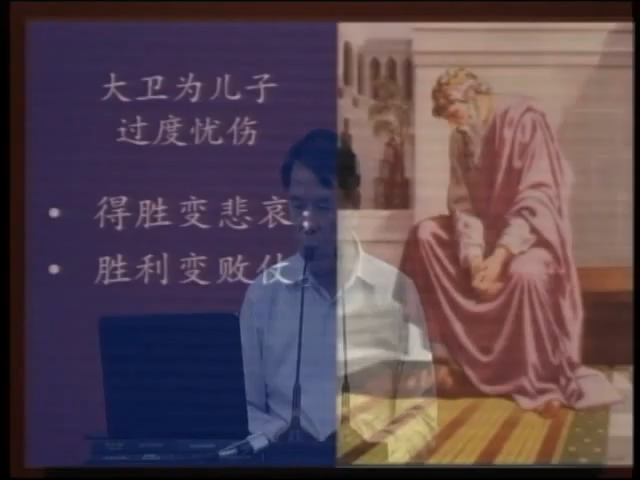 大卫为儿子
过度忧伤
• 得胜变悲哀；
• 胜利变败仗